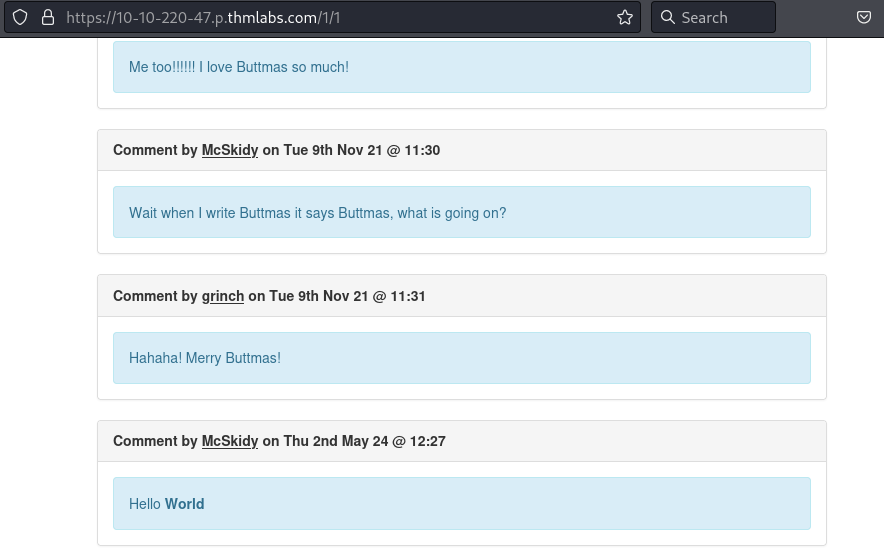 https://10-10-220-47.p.thmlabs.com/1/1
Search
Me too!!!!!! I love Buttmas so much!
Comment by McSkidy on Tue 9th Nov 21 @ 11:30
Wait when I write Buttmas it says Buttmas, what is going on?
Comment by grinch on Tue 9th Nov 21 @ 11:31
Hahaha! Merry Buttmas!
Comment by McSkidy on Thu 2nd May 24 @ 12:27
Hello World